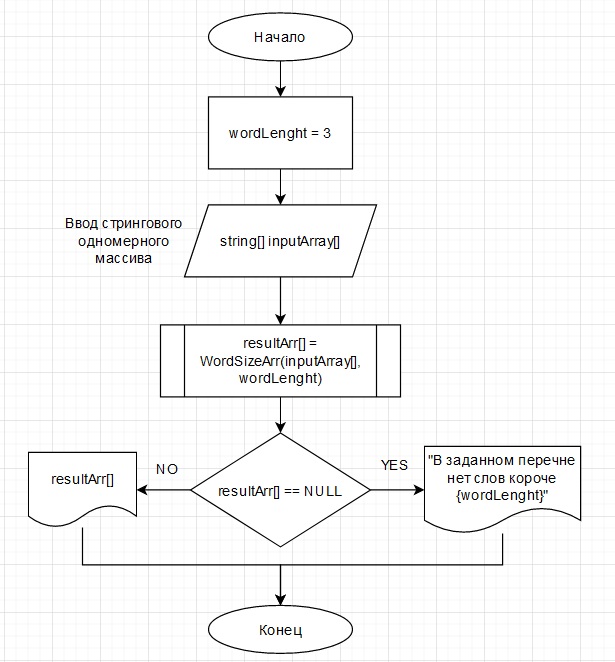 Начало
wordLenght = 3
Ввод стрингового
одномерного
массива
string[] inputArray[]
resultArr[] =
WordSizeArr(inputArray[],
wordLenght)
resultArr[] == NULL
NO
YES
resultArr[]
"В заданном перечне
нет слов короче
{wordLenght}"
Конец